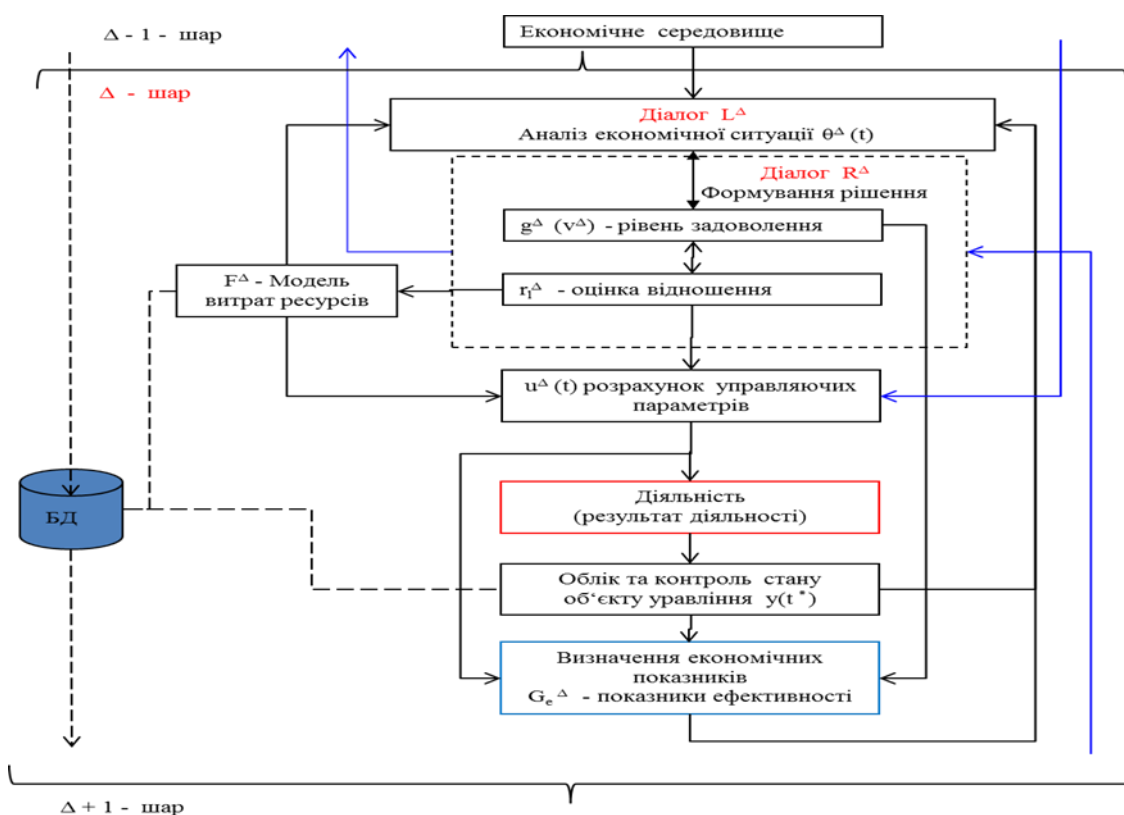 Δ - 1 - шар
Економічне середовище
Δ - шар
Діалог L^Δ
Аналіз економічної ситуації θ^Δ (t)
Діалог R^Δ
Формування рішення
g^Δ (v^Δ) - рівень задоволення
F^Δ - Модель
витрат ресурсів
r_l^Δ - оцінка відношення
u^Δ (t) розрахунок управляючих
параметрів
БД
Діяльність
(результат діяльності)
Облік та контроль стану
об‘єкту уравління y(t*)
Визначення економічних
показників
G_e^Δ - показники ефективності
Δ + 1 - шар